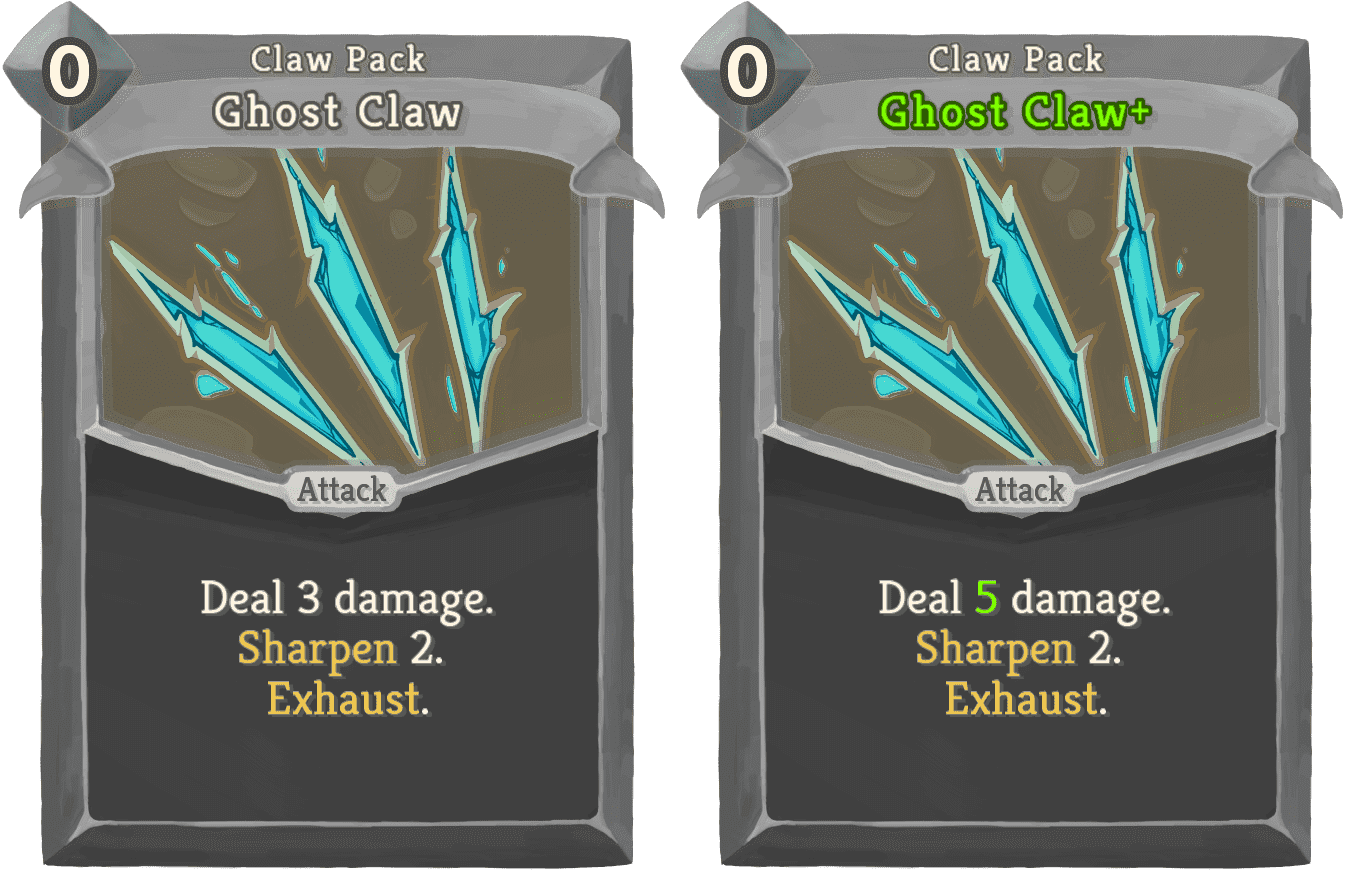 0
Claw Pack
Ghost Claw
Attack
Deal 3 damage.
Sharpen 2.
Exhaust.
0
Claw Pack
Ghost Claw+
Attack
Deal 5 damage.
Sharpen 2.
Exhaust.